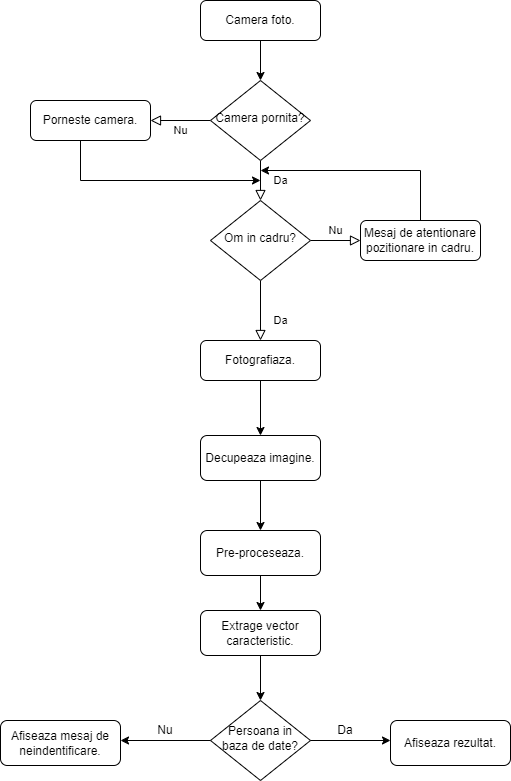 Camera foto.
Camera pornita?
Porneste camera.
Nu
Da
Om in cadru?
Nu
Mesaj de atentionare
pozitionare in cadru.
Da
Fotografiaza.
Decupeaza imagine.
Pre-proceseaza.
Extrage vector
caracteristic.
Persoana in
baza de date?
Nu
Da
Afiseaza mesaj de
neindentificare.
Afiseaza rezultat.